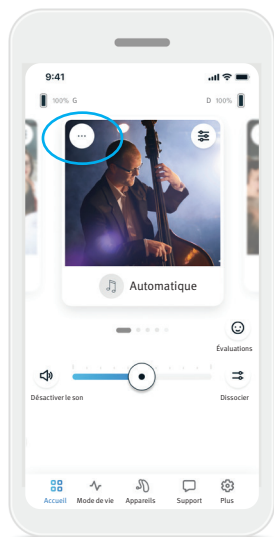 9:41
100% G
D 100%
Automatique
Évaluations
Désactiver le son
Dissocier
Accueil
Mode de vie
Appareils
Support
Plus